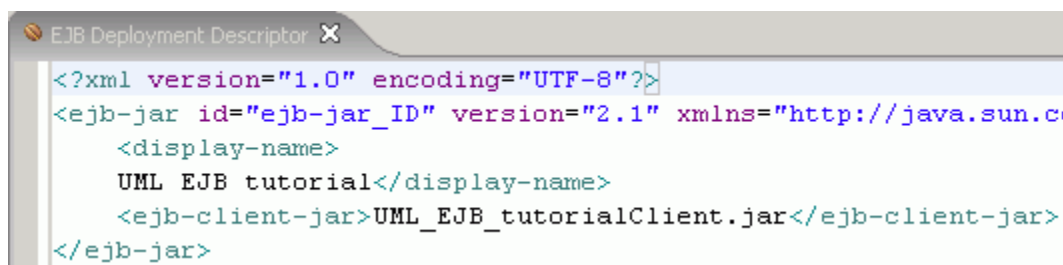 EJB Deployment Descriptor
<?xml version="1.0" encoding="UTF-8"?>
<ejb-jar id="ejb-jar_ID" version="2.1" xmlns="http://java.sun.c
<display-name>
UML EJB tutorial</display-name>
<ejb-client-jar>UML_EJB_tutorialClient.jar</ejb-client-jar>
</ejb-jar>